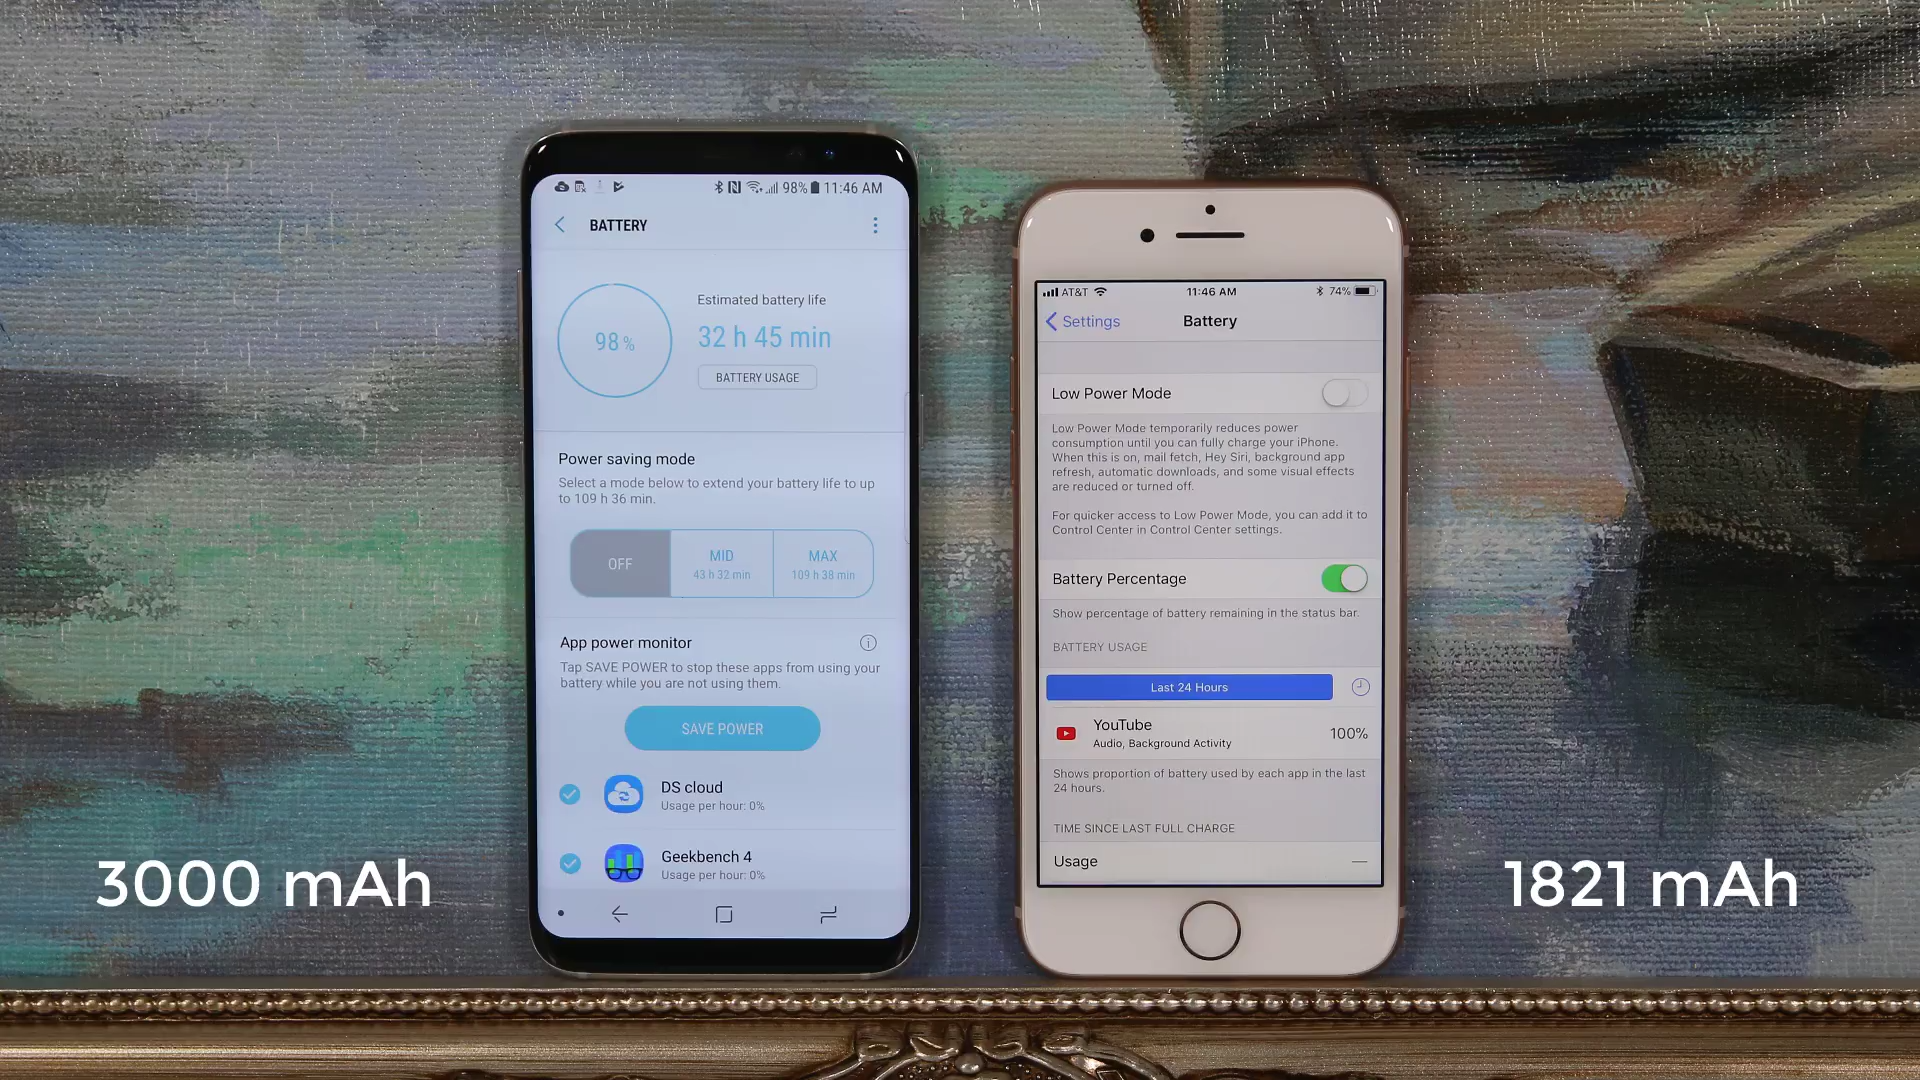 98% 11:46 AM
BATTERY
98%
Estimated battery life
32 h 45 min
BATTERY USAGE
Power saving mode
Select a mode below to extend your battery life to up
to 109 h 36 min.
OFF
MID
43 h 32 min
MAX
109 h 38 min
App power monitor
Tap SAVE POWER to stop these apps from using your
battery while you are not using them.
SAVE POWER
DS cloud
Usage per hour: 0%
Geekbench 4
Usage per hour: 0%
3000 mAh
AT&T 11:46 AM 74%
Settings Battery
Low Power Mode
Low Power Mode temporarily reduces power
consumption until you can fully charge your iPhone.
When this is on, mail fetch, Hey Siri, background app
refresh, automatic downloads, and some visual effects
are reduced or turned off.
For quicker access to Low Power Mode, you can add it to
Control Center in Control Center settings.
Battery Percentage
Show percentage of battery remaining in the status bar.
BATTERY USAGE
Last 24 Hours
YouTube 100%
Audio, Background Activity
Shows proportion of battery used by each app in the last
24 hours.
TIME SINCE LAST FULL CHARGE
Usage —
1821 mAh